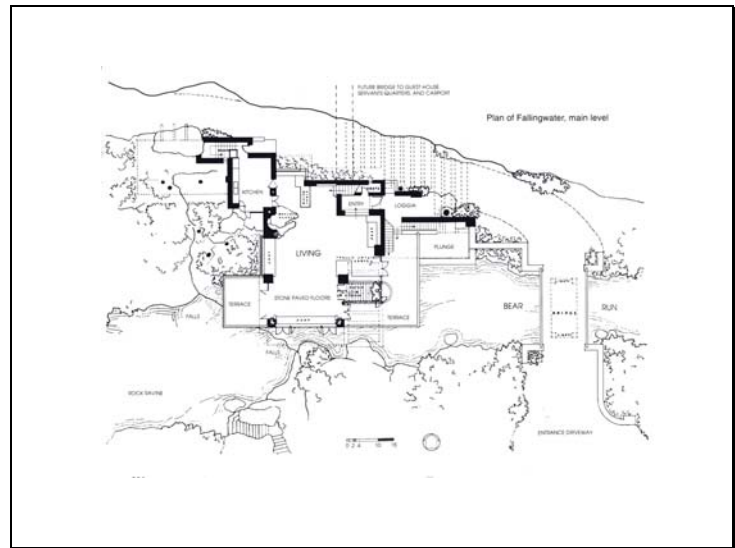 FUTURE BRIDGE TO GUEST HOUSE
SERVANTS QUARTERS, AND CARPORT
Plan of Fallingwater, main level
KITCHEN
ENTRY
LOGGIA
LIVING
PLUNGE
STONE PAVED FLOORS
TERRACE
TERRACE
FALLS
FALLS
BEAR
BRIDGE
RUN
ROCK RAVINE
ENTRANCE DRIVEWAY